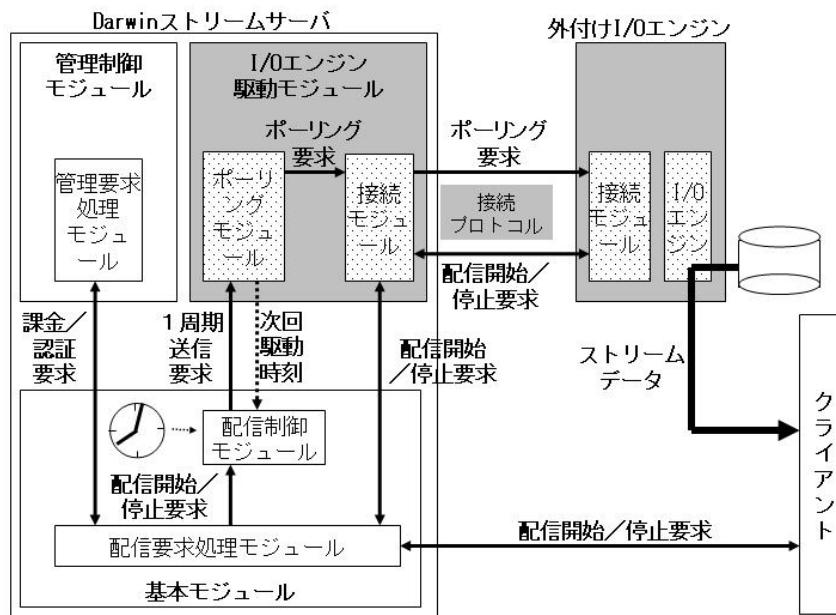 Darwinストリームサーバ
管理制御
モジュール
I/Oエンジン
駆動モジュール
外付けI/Oエンジン
ポーリング
要求
ポーリング
要求
管理要求
処理
モジュ
ール
ポーリ
ングモ
ジュール
接続
モジュ
ール
接続
プロトコル
接続
モジュ
ール
I/O
エンジ
ン
配信開始／
停止要求
課金／
認証
要求
１周期
送信
要求
次回
駆動
時刻
配信開始
／停止要求
ストリーム
データ
配信制御
モジュール
配信開始／
停止要求
配信要求処理モジュール
配信開始／停止要求
基本モジュール
クライアント